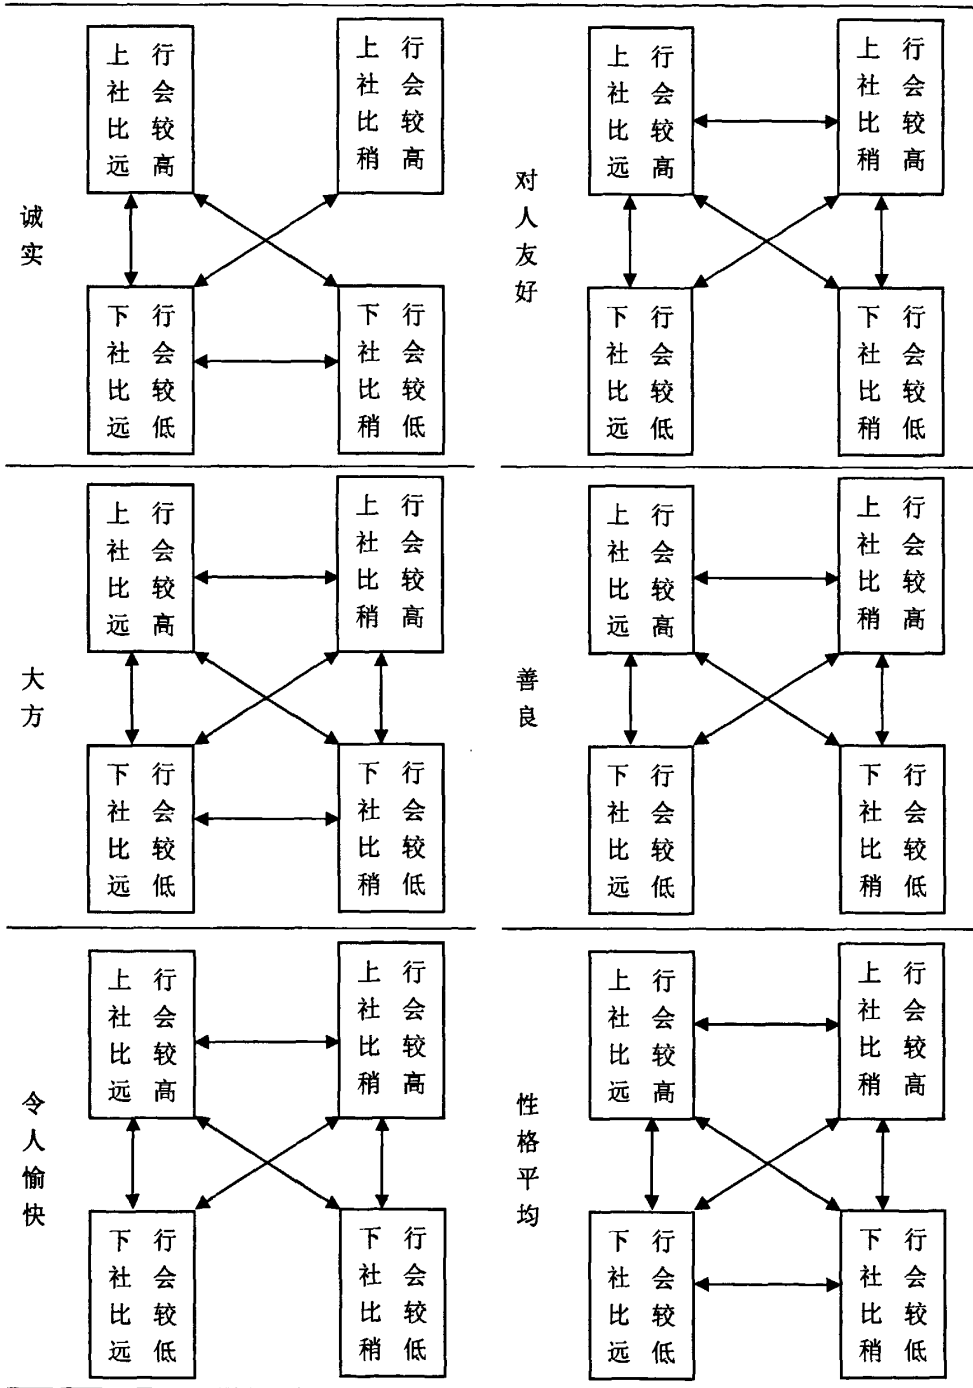 诚实
上 行
社 会
比 较
远 高
上 行
社 会
比 较
稍 高
下 行
社 会
比 较
远 低
下 行
社 会
比 较
稍 低
对人友好
上 行
社 会
比 较
远 高
上 行
社 会
比 较
稍 高
下 行
社 会
比 较
远 低
下 行
社 会
比 较
稍 低
大方
上 行
社 会
比 较
远 高
上 行
社 会
比 较
稍 高
下 行
社 会
比 较
远 低
下 行
社 会
比 较
稍 低
善良
上 行
社 会
比 较
远 高
上 行
社 会
比 较
稍 高
下 行
社 会
比 较
远 低
下 行
社 会
比 较
稍 低
令人愉快
上 行
社 会
比 较
远 高
上 行
社 会
比 较
稍 高
下 行
社 会
比 较
远 低
下 行
社 会
比 较
稍 低
性格平均
上 行
社 会
比 较
远 高
上 行
社 会
比 较
稍 高
下 行
社 会
比 较
远 低
下 行
社 会
比 较
稍 低